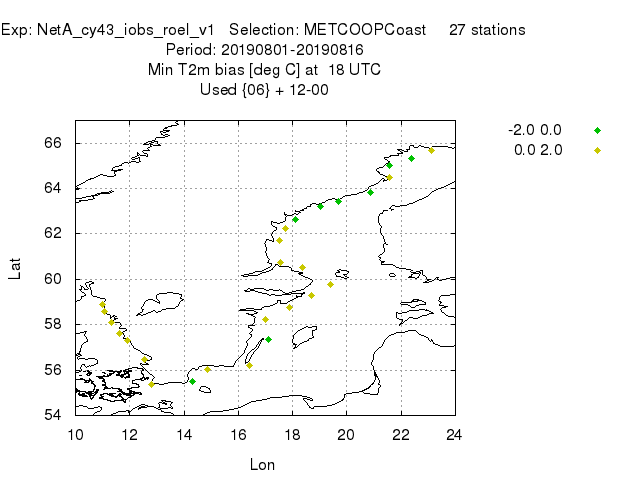 Exp: NetA_cy43_iobs_roel_v1 Selection: METCOOPCoast 27 stations
Period: 20190801-20190816
Min T2m bias [deg C] at 18 UTC
Used {06} + 12-00
-2.0 0.0
0.0 2.0
66
64
62
60
58
56
54
Lat
10 12 14 16 18 20 22 24
Lon